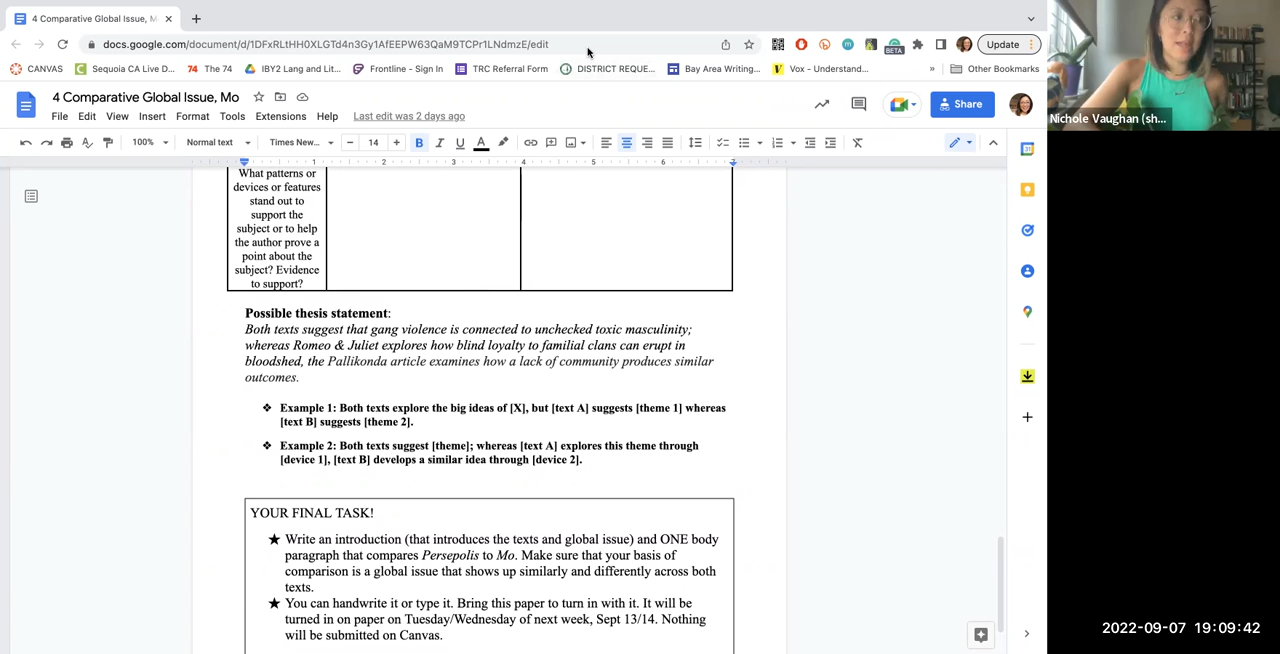 4 Comparative Global Issue, M
docs.google.com/document/d/1DFxRLtHH0XLGTd4n3Gy1AfEEPW63QaM9TCPr1LNdmzE/edit
BETA
Update
CANVAS
Sequoia CA Live D...
74 The 74
IBY2 Lang and Lit...
Frontline - Sign In
TRC Referral Form
DISTRICT REQUE...
Bay Area Writing...
Vox - Understan...
»
Other Bookmarks
4 Comparative Global Issue, Mo
File Edit View Insert Format Tools Extensions Help
Last edit was 2 days ago
Share
100%
Normal text
Times New...
14
B I U A
1 2 3 4 5 6
What patterns or
devices or features
stand out to
support the
subject or to help
the author prove a
point about the
subject? Evidence
to support?
Possible thesis statement:
Both texts suggest that gang violence is connected to unchecked toxic masculinity;
whereas Romeo & Juliet explores how blind loyalty to familial clans can erupt in
bloodshed, the Pallikonda article examines how a lack of community produces similar
outcomes.
❖ Example 1: Both texts explore the big ideas of [X], but [text A] suggests [theme 1] whereas
[text B] suggests [theme 2].
❖ Example 2: Both texts suggest [theme]; whereas [text A] explores this theme through
[device 1], [text B] develops a similar idea through [device 2].
YOUR FINAL TASK!
★ Write an introduction (that introduces the texts and global issue) and ONE body
paragraph that compares Persepolis to Mo. Make sure that your basis of
comparison is a global issue that shows up similarly and differently across both
texts.
★ You can handwrite it or type it. Bring this paper to turn in with it. It will be
turned in on paper on Tuesday/Wednesday of next week, Sept 13/14. Nothing
will be submitted on Canvas.
Nichole Vaughan (sh...
2022-09-07 19:09:42